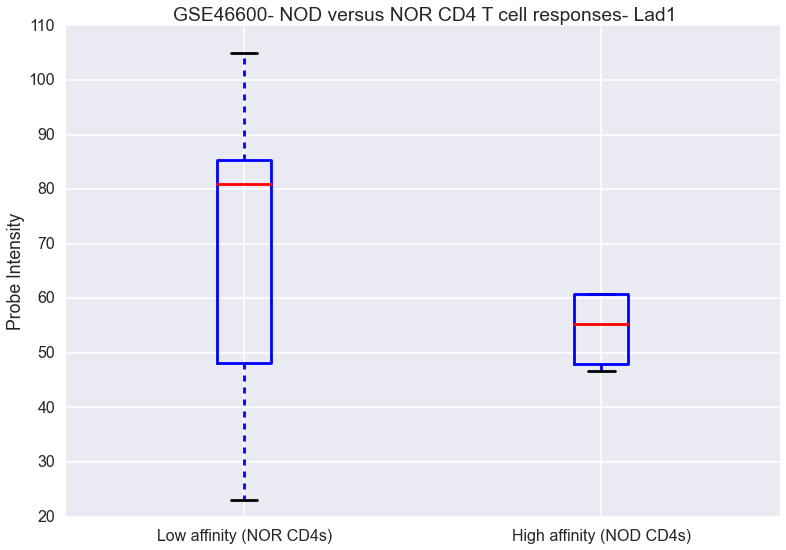 GSE46600- NOD versus NOR CD4 T cell responses- Lad1
110
100
90
80
70
60
50
40
30
20
Probe Intensity
Low affinity (NOR CD4s)
High affinity (NOD CD4s)